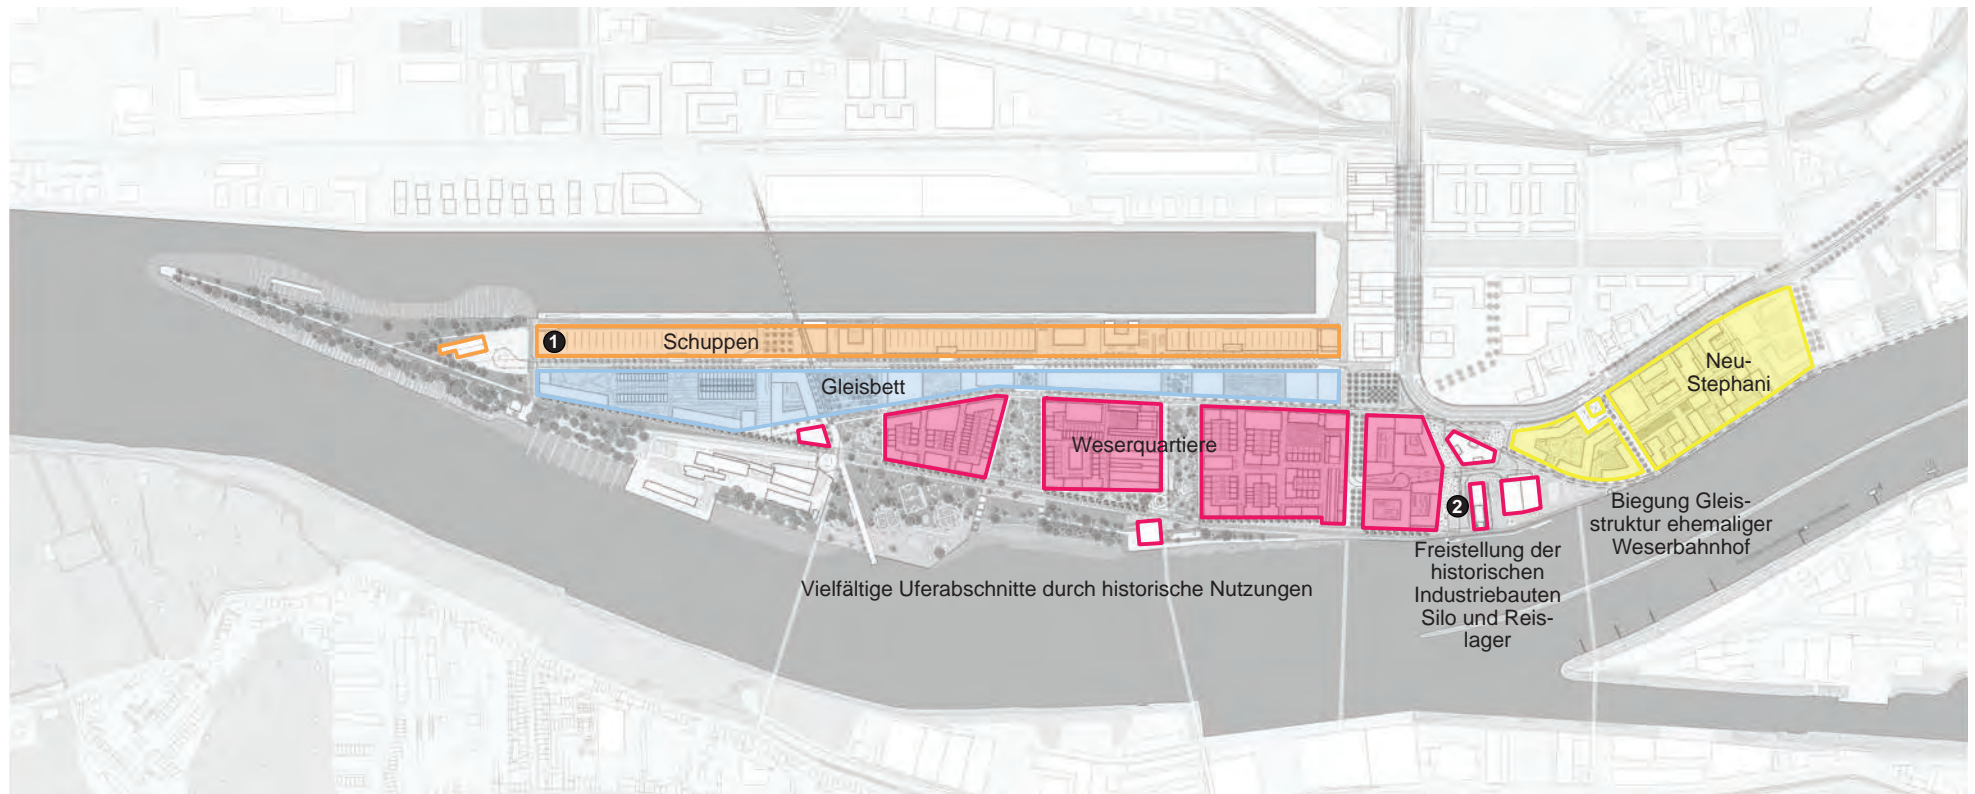 1
Schuppen
Gleisbett
Neu-
Stephani
Weserquartiere
2
Biegung Gleis-
struktur ehemaliger
Weserbahnhof
Freistellung der
historischen
Industriebauten
Silo und Reis-
lager
Vielfältige Uferabschnitte durch historische Nutzungen